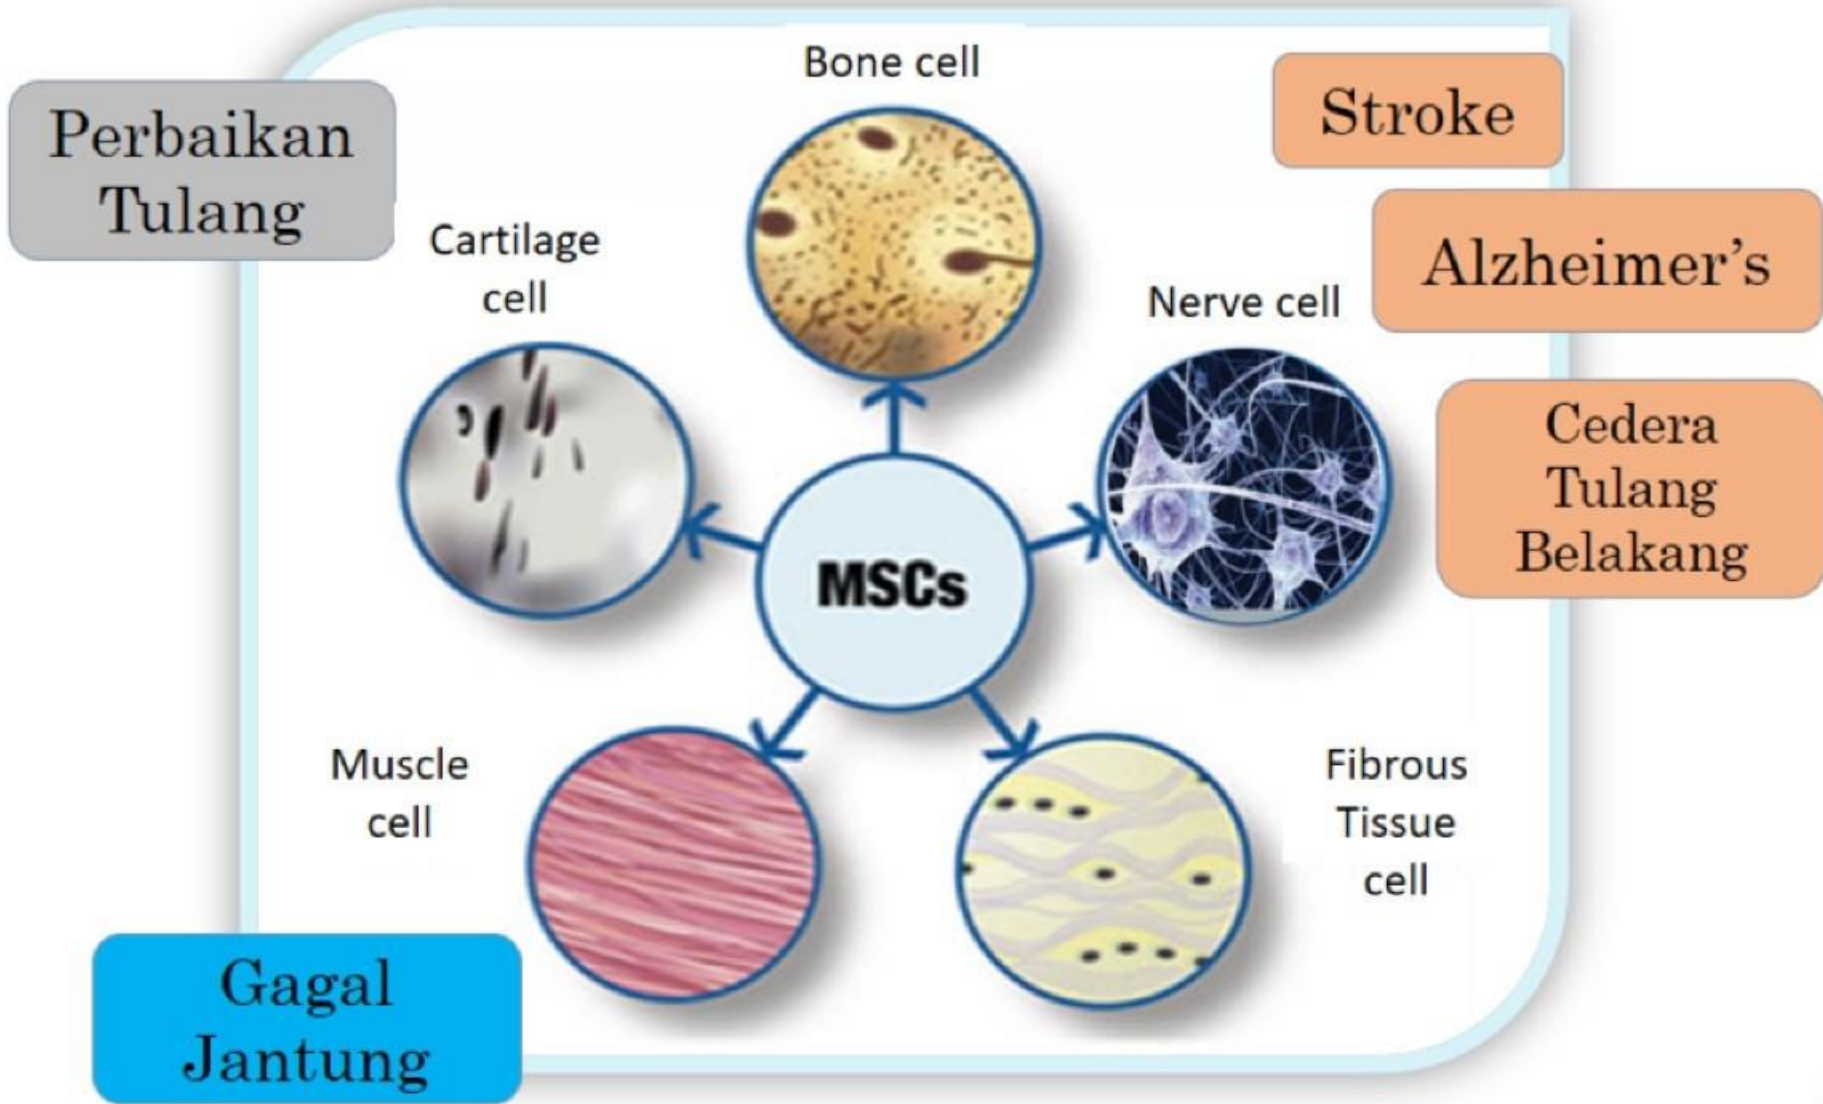 Bone cell
Stroke
Perbaikan
Tulang
Cartilage
cell
Alzheimer’s
Nerve cell
Cedera
Tulang
Belakang
MSCs
Muscle
cell
Fibrous
Tissue
cell
Gagal
Jantung